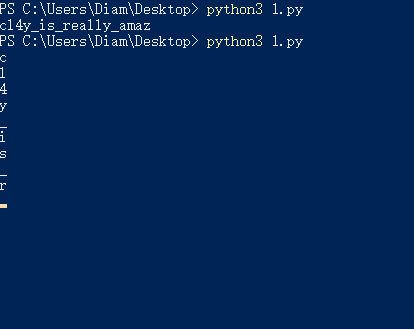 PS C:\Users\Diam\Desktop> python3 1.py
cl4y_is_really_amaz
PS C:\Users\Diam\Desktop> python3 1.py
c
l
4
y
_
i
s
_
r